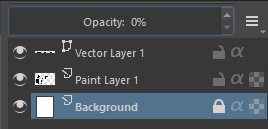 Opacity: 0%
Vector Layer 1
Paint Layer 1
Background